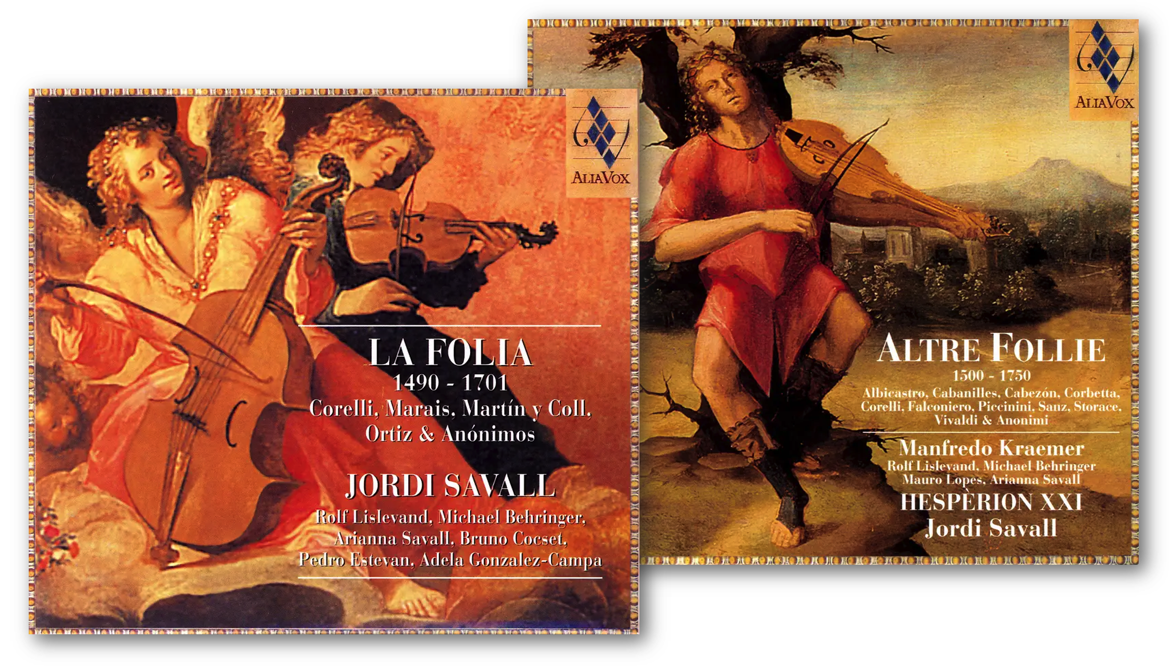 ALIAVOX
LA FOLIA
1490 - 1701
Corelli, Marais, Martín y Coll,
Ortiz & Anónimos
JORDI SAVALL
Rolf Lislevand, Michael Behringer,
Arianna Savall, Bruno Cocset,
Pedro Estevan, Adela Gonzalez-Campa
ALIAVOX
ALTRE FOLLIE
1500 - 1750
Albicastro, Cabanilles, Cabezón, Corbetta,
Corelli, Falconiero, Piccinini, Sanz, Storace,
Vivaldi & Anonimi
Manfredo Kraemer
Rolf Lislevand, Michael Behringer
Mauro Lopes, Arianna Savall
HESPÈRION XXI
Jordi Savall